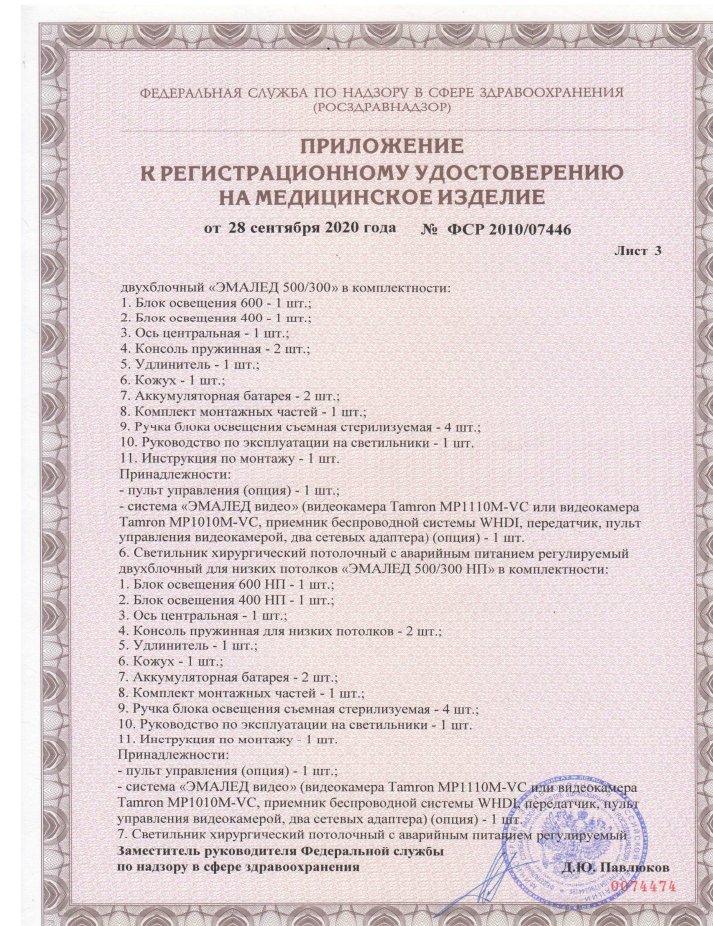 ФЕДЕРАЛЬНАЯ СЛУЖБА ПО НАДЗОРУ В СФЕРЕ ЗДРАВООХРАНЕНИЯ
(РОСЗДРАВНАДЗОР)
ПРИЛОЖЕНИЕ
К РЕГИСТРАЦИОННОМУ УДОСТОВЕРЕНИЮ
НА МЕДИЦИНСКОЕ ИЗДЕЛИЕ
от 28 сентября 2020 года № ФСР 2010/07446
Лист 3
двухблочный «ЭМАЛЕД 500/300» в комплектности:
1. Блок освещения 600 - 1 шт.;
2. Блок освещения 400 - 1 шт.;
3. Ось центральная - 1 шт.;
4. Консоль пружинная - 2 шт.;
5. Удлинитель - 1 шт.;
6. Кожух - 1 шт.;
7. Аккумуляторная батарея - 2 шт.;
8. Комплект монтажных частей - 1 шт.;
9. Ручка блока освещения съемная стерилизуемая - 4 шт.;
10. Руководство по эксплуатации на светильники - 1 шт.
11. Инструкция по монтажу - 1 шт.
Принадлежности:
- пульт управления (опция) - 1 шт.;
- система «ЭМАЛЕД видео» (видеокамера Tamron MP1110M-VC или видеокамера
Tamron MP1010M-VC, приемник беспроводной системы WHDI, передатчик, пульт
управления видеокамерой, два сетевых адаптера) (опция) - 1 шт.
6. Светильник хирургический потолочный с аварийным питанием регулируемый
двухблочный для низких потолков «ЭМАЛЕД 500/300 НП» в комплектности:
1. Блок освещения 600 НП - 1 шт.;
2. Блок освещения 400 НП - 1 шт.;
3. Ось центральная - 1 шт.;
4. Консоль пружинная для низких потолков - 2 шт.;
5. Удлинитель - 1 шт.;
6. Кожух - 1 шт.;
7. Аккумуляторная батарея - 2 шт.;
8. Комплект монтажных частей - 1 шт.;
9. Ручка блока освещения съемная стерилизуемая - 4 шт.;
10. Руководство по эксплуатации на светильники - 1 шт.
11. Инструкция по монтажу - 1 шт.
Принадлежности:
- пульт управления (опция) - 1 шт.;
- система «ЭМАЛЕД видео» (видеокамера Tamron MP1110M-VC или видеокамера
Tamron MP1010M-VC, приемник беспроводной системы WHDI, передатчик, пульт
управления видеокамерой, два сетевых адаптера) (опция) - 1 шт.
7. Светильник хирургический потолочный с аварийным питанием регулируемый
Заместитель руководителя Федеральной службы
по надзору в сфере здравоохранения Д.Ю. Павлюков
0074474